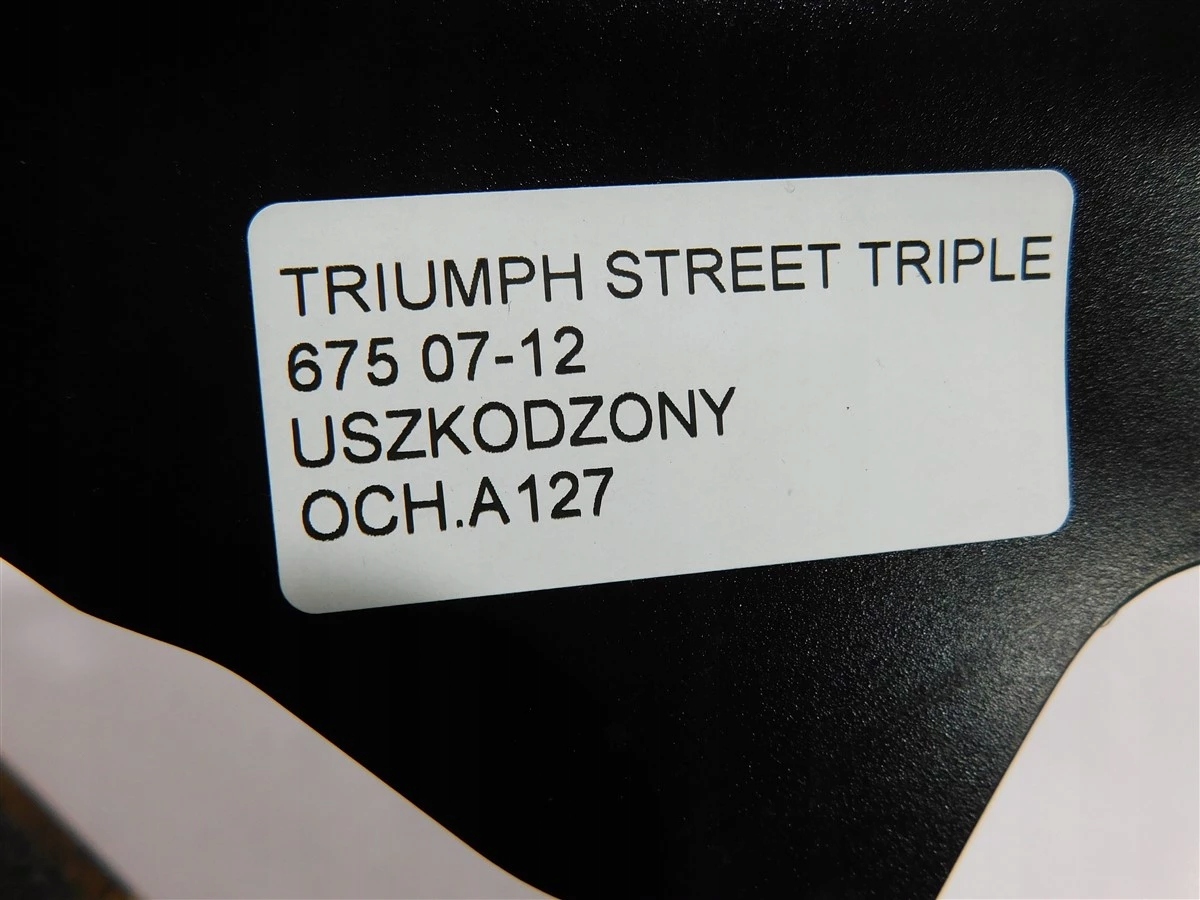 TRIUMPH STREET TRIPLE
675 07-12
USZKODZONY
OCH.A127